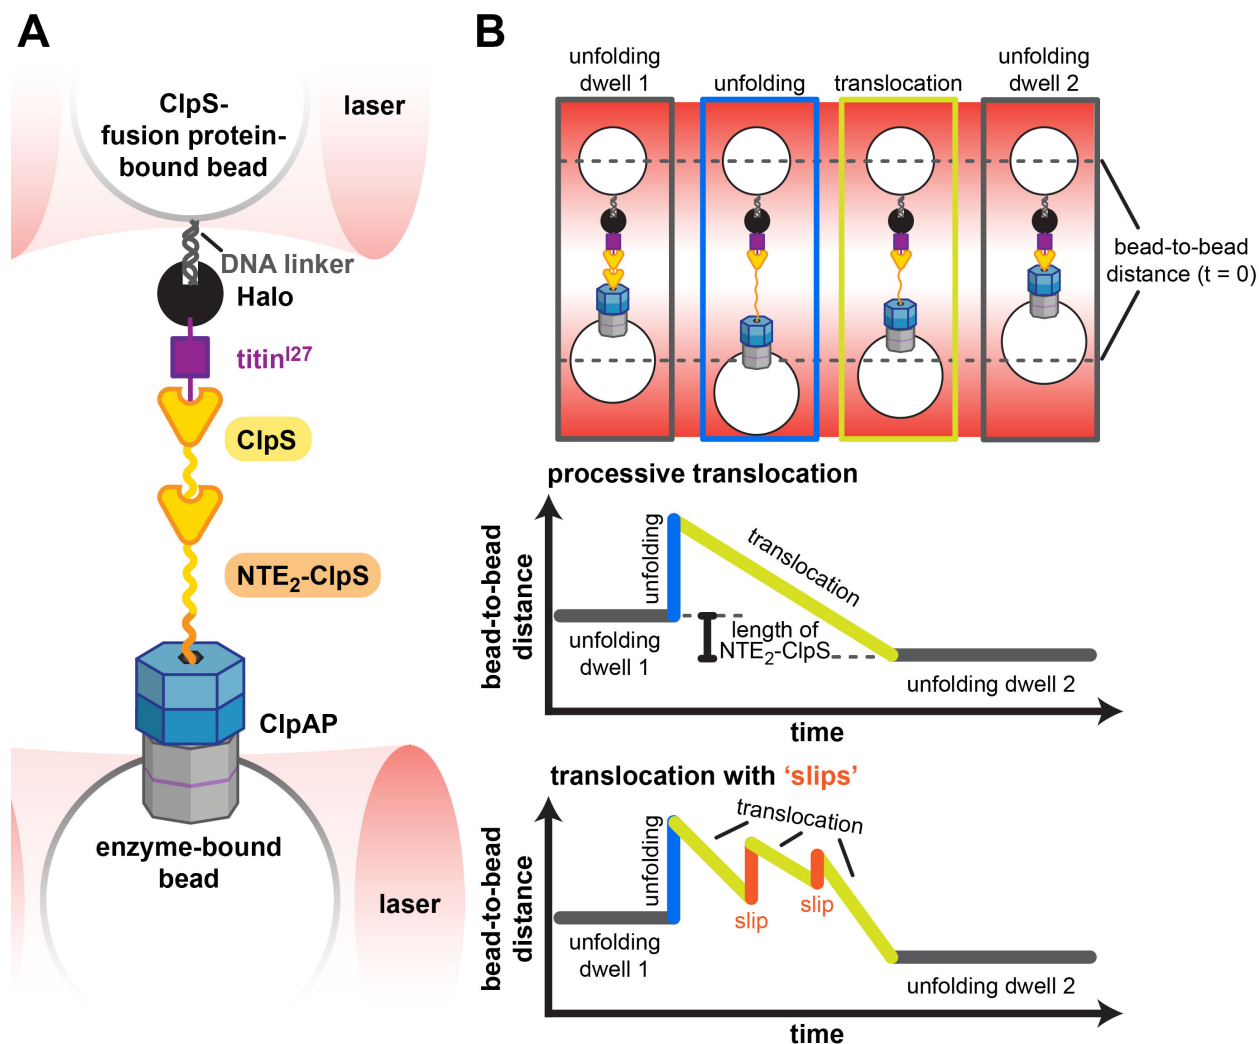 A
ClpS-
fusion protein-
bound bead
laser
DNA linker
Halo
titinI27
ClpS
NTE2-ClpS
ClpAP
enzyme-bound
bead
laser
B
unfolding
dwell 1
unfolding
translocation
unfolding
dwell 2
bead-to-bead
distance (t = 0)
processive translocation
bead-to-bead
distance
unfolding
translocation
unfolding
dwell 1
length of
NTE2-ClpS
unfolding dwell 2
time
translocation with ‘slips’
bead-to-bead
distance
unfolding
translocation
slip
slip
unfolding
dwell 1
unfolding dwell 2
time